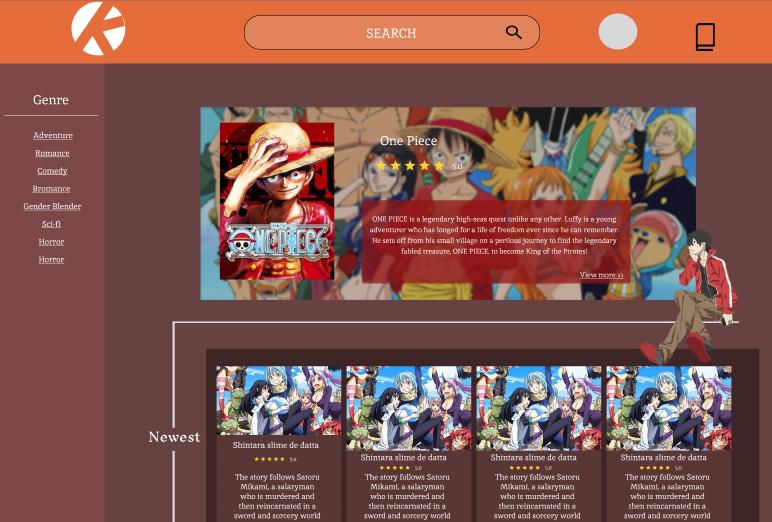 SEARCH
Genre
Adventure
Romance
Comedy
Bromance
Gender Blender
Sci-fi
Horror
Horror
One Piece
5.0
ONE PIECE is a legendary high-seas quest unlike any other. Luffy is a young
adventurer who has longed for a life of freedom ever since he can remember.
He sets off from his small village on a perilous journey to find the legendary
fabled treasure, ONE PIECE, to become King of the Pirates!
View more >>
ONE PIECE
Newest
Shintara slime de datta
5.0
The story follows Satoru
Mikami, a salaryman
who is murdered and
then reincarnated in a
sword and sorcery world
Shintara slime de datta
5.0
The story follows Satoru
Mikami, a salaryman
who is murdered and
then reincarnated in a
sword and sorcery world
Shintara slime de datta
5.0
The story follows Satoru
Mikami, a salaryman
who is murdered and
then reincarnated in a
sword and sorcery world
Shintara slime de datta
5.0
The story follows Satoru
Mikami, a salaryman
who is murdered and
then reincarnated in a
sword and sorcery world